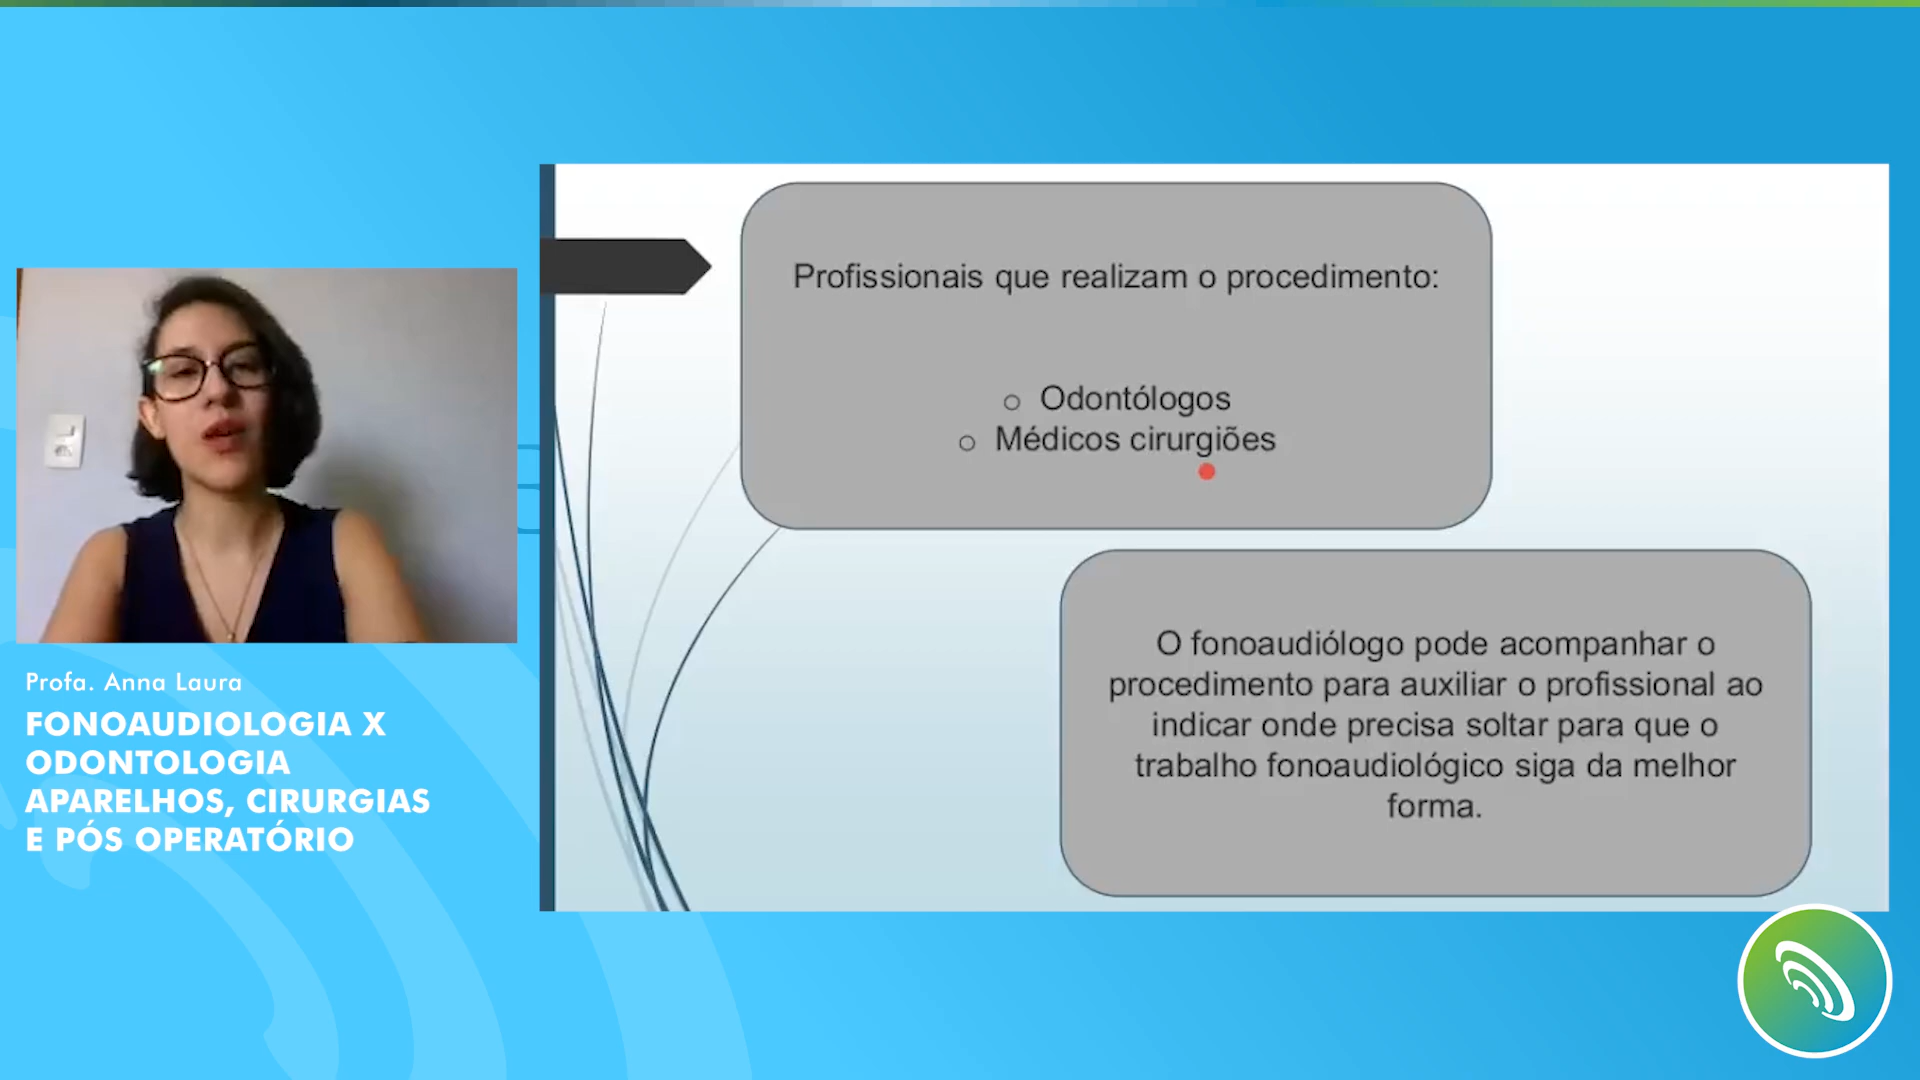 Profissionais que realizam o procedimento:
Odontólogos
Médicos cirurgiões
O fonoaudiólogo pode acompanhar o
procedimento para auxiliar o profissional ao
indicar onde precisa soltar para que o
trabalho fonoaudiológico siga da melhor
forma.
Profa. Anna Laura
FONOAUDIOLOGIA X
ODONTOLOGIA
APARELHOS, CIRURGIAS
E PÓS OPERATÓRIO